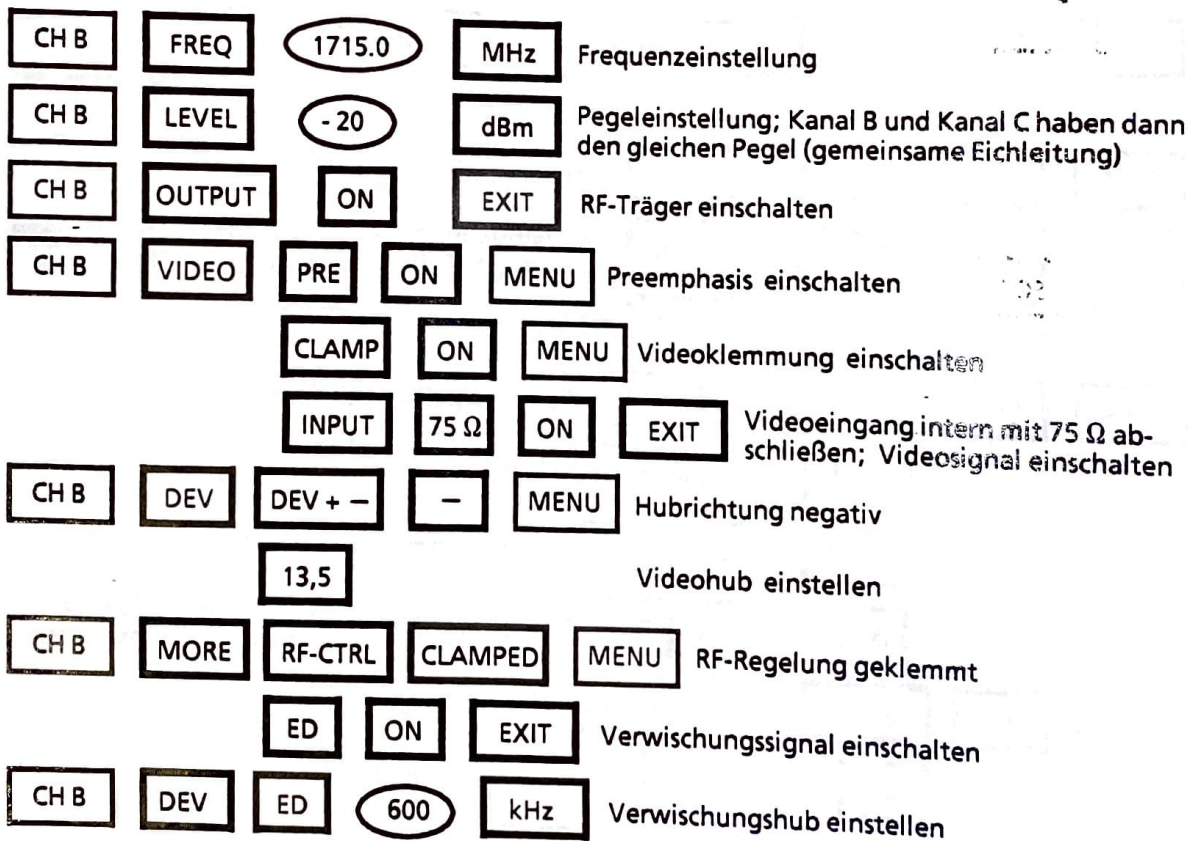 CH B FREQ 1715.0 MHz Frequenzeinstellung
CH B LEVEL - 20 dBm Pegeleinstellung; Kanal B und Kanal C haben dann
den gleichen Pegel (gemeinsame Eichleitung)
CH B OUTPUT ON EXIT RF-Träger einschalten
CH B VIDEO PRE ON MENU Preemphasis einschalten
CLAMP ON MENU Videoklemmung einschalten
INPUT 75 Ω ON EXIT Videoeingang intern mit 75 Ω ab-
schließen; Videosignal einschalten
CH B DEV DEV + − − MENU Hubrichtung negativ
13,5 Videohub einstellen
CH B MORE RF-CTRL CLAMPED MENU RF-Regelung geklemmt
ED ON EXIT Verwischungssignal einschalten
CH B DEV ED 600 kHz Verwischungshub einstellen